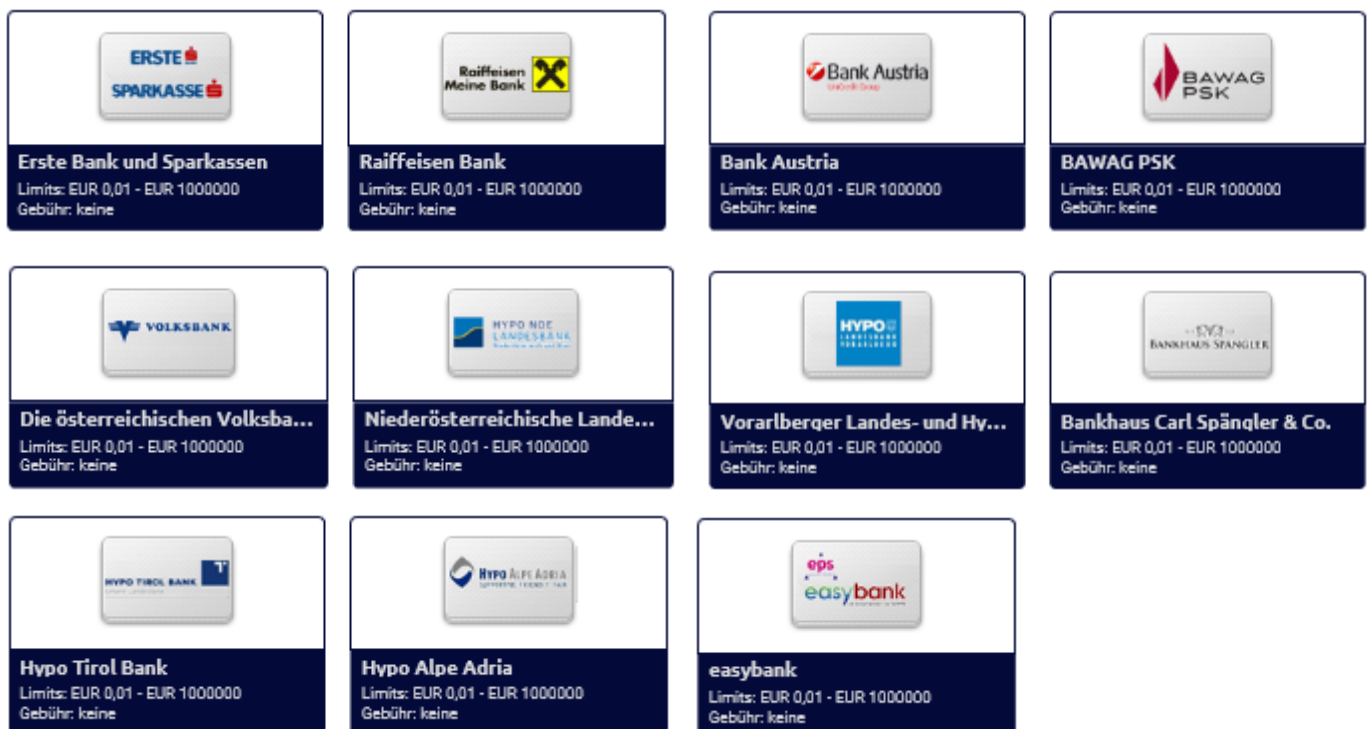 ERSTE
SPARKASSE
Erste Bank und Sparkassen
Limits: EUR 0,01 - EUR 1000000
Gebühr: keine
Raiffeisen
Meine Bank
Raiffeisen Bank
Limits: EUR 0,01 - EUR 1000000
Gebühr: keine
Bank Austria
UniCredit Group
Bank Austria
Limits: EUR 0,01 - EUR 1000000
Gebühr: keine
BAWAG
PSK
BAWAG PSK
Limits: EUR 0,01 - EUR 1000000
Gebühr: keine
VOLKSBANK
Die österreichischen Volksba...
Limits: EUR 0,01 - EUR 1000000
Gebühr: keine
HYPO NOE
LANDESBANK
Niederösterreichische Lande...
Limits: EUR 0,01 - EUR 1000000
Gebühr: keine
HYPO
LANDESBANK
VORARLBERG
Vorarlberger Landes- und Hy...
Limits: EUR 0,01 - EUR 1000000
Gebühr: keine
BANKHAUS SPÄNGLER
Bankhaus Carl Spängler & Co.
Limits: EUR 0,01 - EUR 1000000
Gebühr: keine
HYPO TIROL BANK
Hypo Tirol Bank
Limits: EUR 0,01 - EUR 1000000
Gebühr: keine
HYPO ALPE ADRIA
Hypo Alpe Adria
Limits: EUR 0,01 - EUR 1000000
Gebühr: keine
eps
easybank
easybank
Limits: EUR 0,01 - EUR 1000000
Gebühr: keine